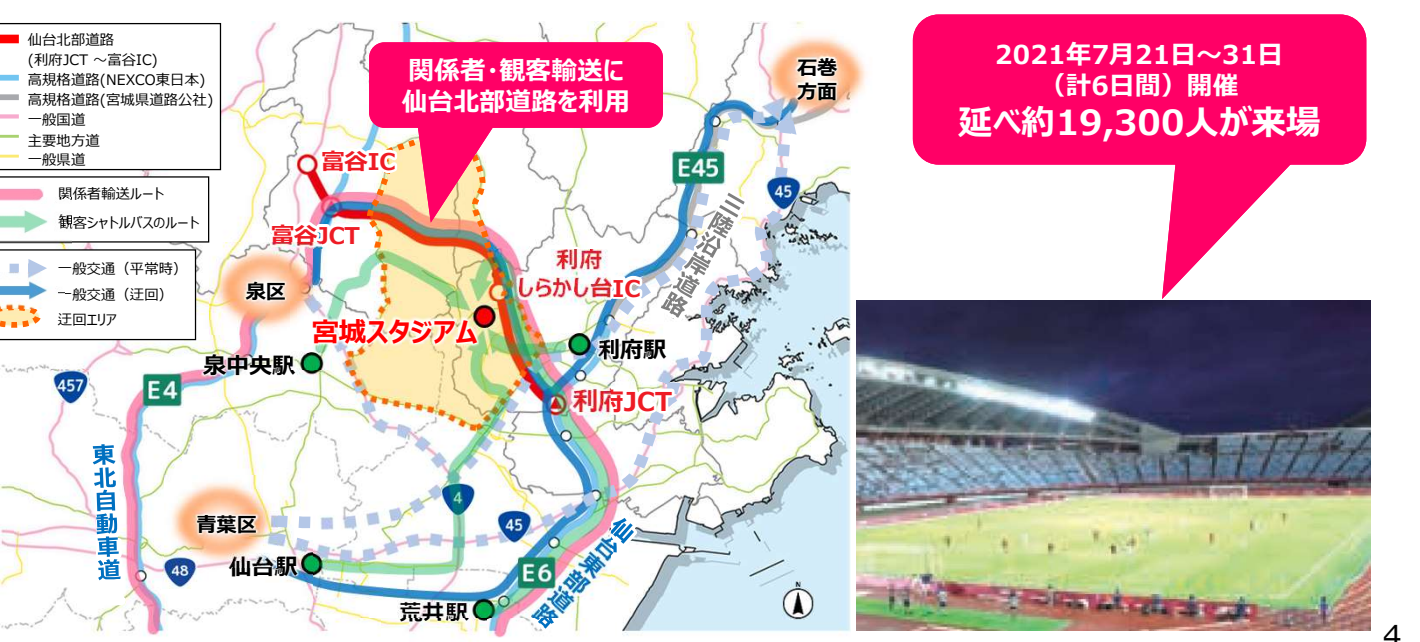 仙台北部道路
(利府JCT ～富谷IC)
高規格道路(NEXCO東日本)
高規格道路(宮城県道路公社)
一般国道
主要地方道
一般県道
関係者輸送ルート
観客シャトルバスのルート
一般交通（平常時）
一般交通（迂回）
迂回エリア
関係者・観客輸送に
仙台北部道路を利用
2021年7月21日～31日
（計6日間）開催
延べ約19,300人が来場
石巻
方面
富谷IC
E45
45
富谷JCT
三陸沿岸道路
利府
しらかし台IC
泉区
宮城スタジアム
利府駅
泉中央駅
457
E4
利府JCT
東北自動車道
4
青葉区
45
仙台東部道路
仙台駅
48
E6
荒井駅
N
4